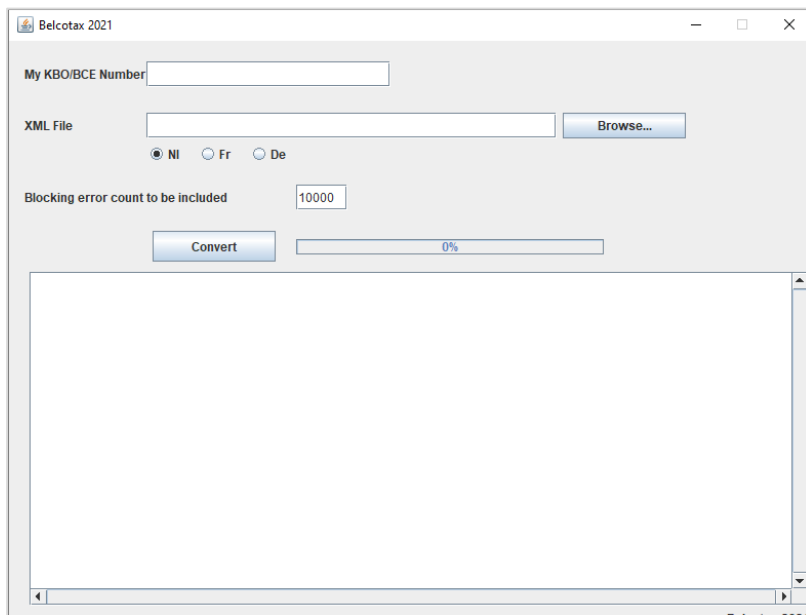 Belcotax 2021
My KBO/BCE Number
XML File
Browse...
Nl Fr De
Blocking error count to be included
10000
Convert
0%